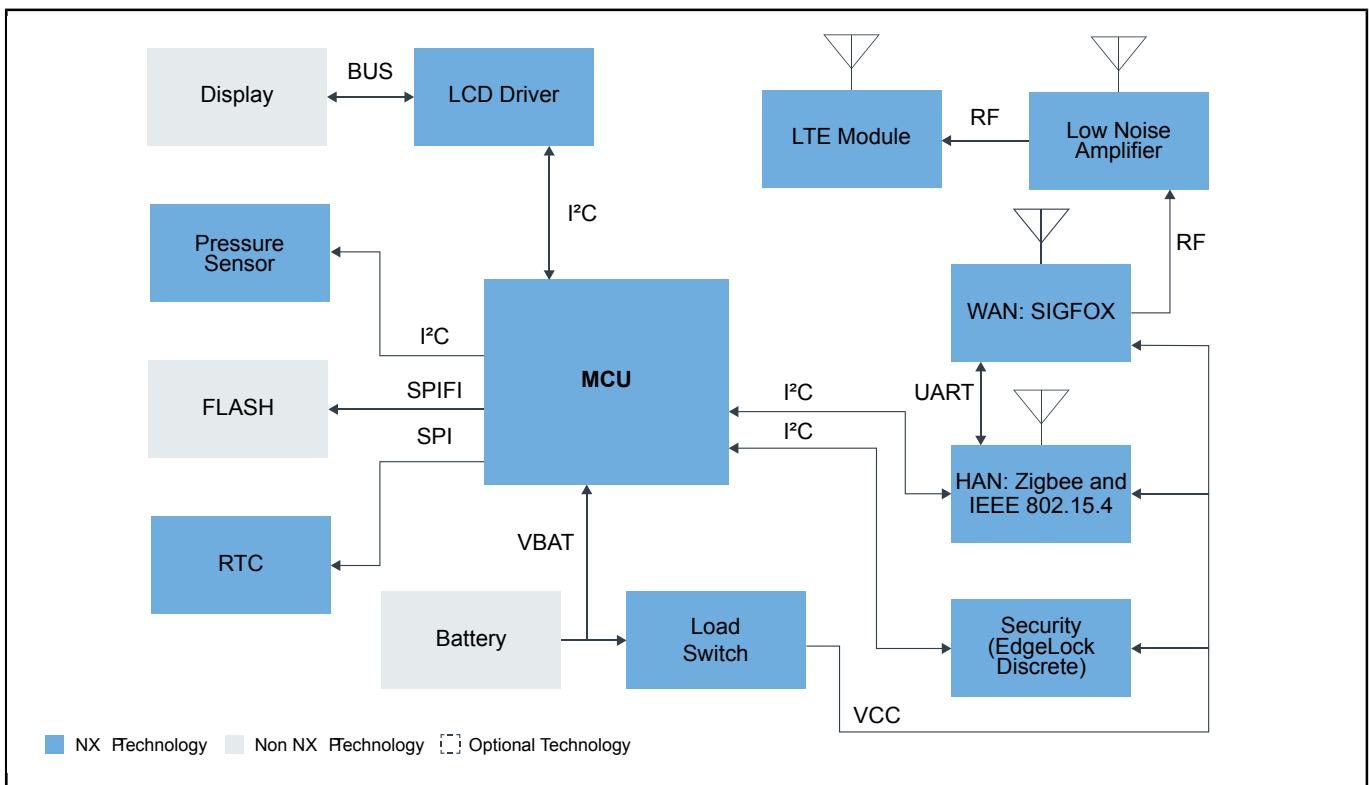 Display
BUS
LCD Driver
LTE Module
RF
Low Noise
Amplifier
I²C
Pressure
Sensor
RF
WAN: SIGFOX
I²C
MCU
FLASH
SPIFI
SPI
I²C
I²C
UART
HAN: Zigbee and
IEEE 802.15.4
RTC
VBAT
Battery
Load
Switch
Security
(EdgeLock
Discrete)
VCC
NX P Technology
Non NX P Technology
Optional Technology